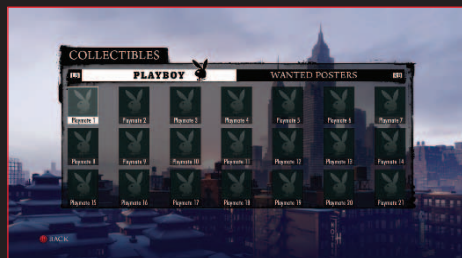 COLLECTIBLES
LB PLAYBOY WANTED POSTERS RB
Playmate 1 Playmate 2 Playmate 3 Playmate 4 Playmate 5 Playmate 6 Playmate 7
Playmate 8 Playmate 9 Playmate 10 Playmate 11 Playmate 12 Playmate 13 Playmate 14
Playmate 15 Playmate 16 Playmate 17 Playmate 18 Playmate 19 Playmate 20 Playmate 21
BACK